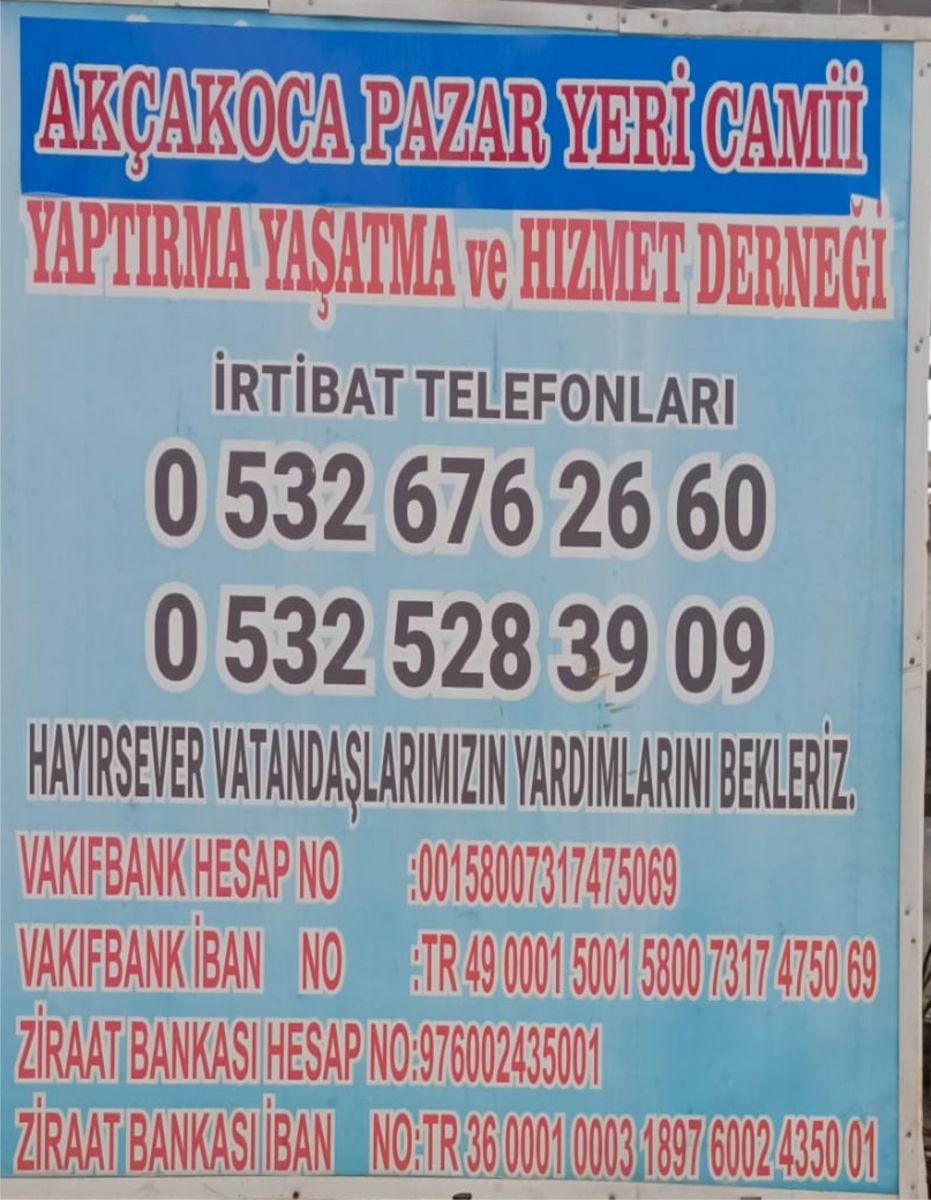 AKÇAKOCA PAZAR YERİ CAMİİ
YAPTIRMA YAŞATMA ve HIZMET DERNEĞİ
İRTİBAT TELEFONLARI
0 532 676 26 60
0 532 528 39 09
HAYIRSEVER VATANDAŞLARIMIZIN YARDIMLARINI BEKLERİZ.
VAKIFBANK HESAP NO :00158007317475069
VAKIFBANK İBAN NO :TR 49 0001 5001 5800 7317 4750 69
ZİRAAT BANKASI HESAP NO:976002435001
ZİRAAT BANKASI İBAN NO:TR 36 0001 0003 1897 6002 4350 01